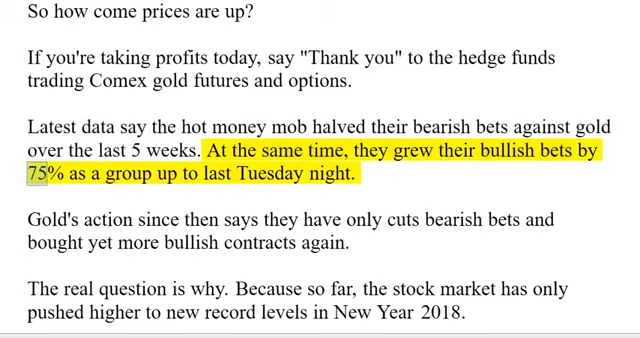 So how come prices are up?
If you're taking profits today, say "Thank you" to the hedge funds
trading Comex gold futures and options.
Latest data say the hot money mob halved their bearish bets against gold
over the last 5 weeks. At the same time, they grew their bullish bets by
75% as a group up to last Tuesday night.
Gold's action since then says they have only cuts bearish bets and
bought yet more bullish contracts again.
The real question is why. Because so far, the stock market has only
pushed higher to new record levels in New Year 2018.